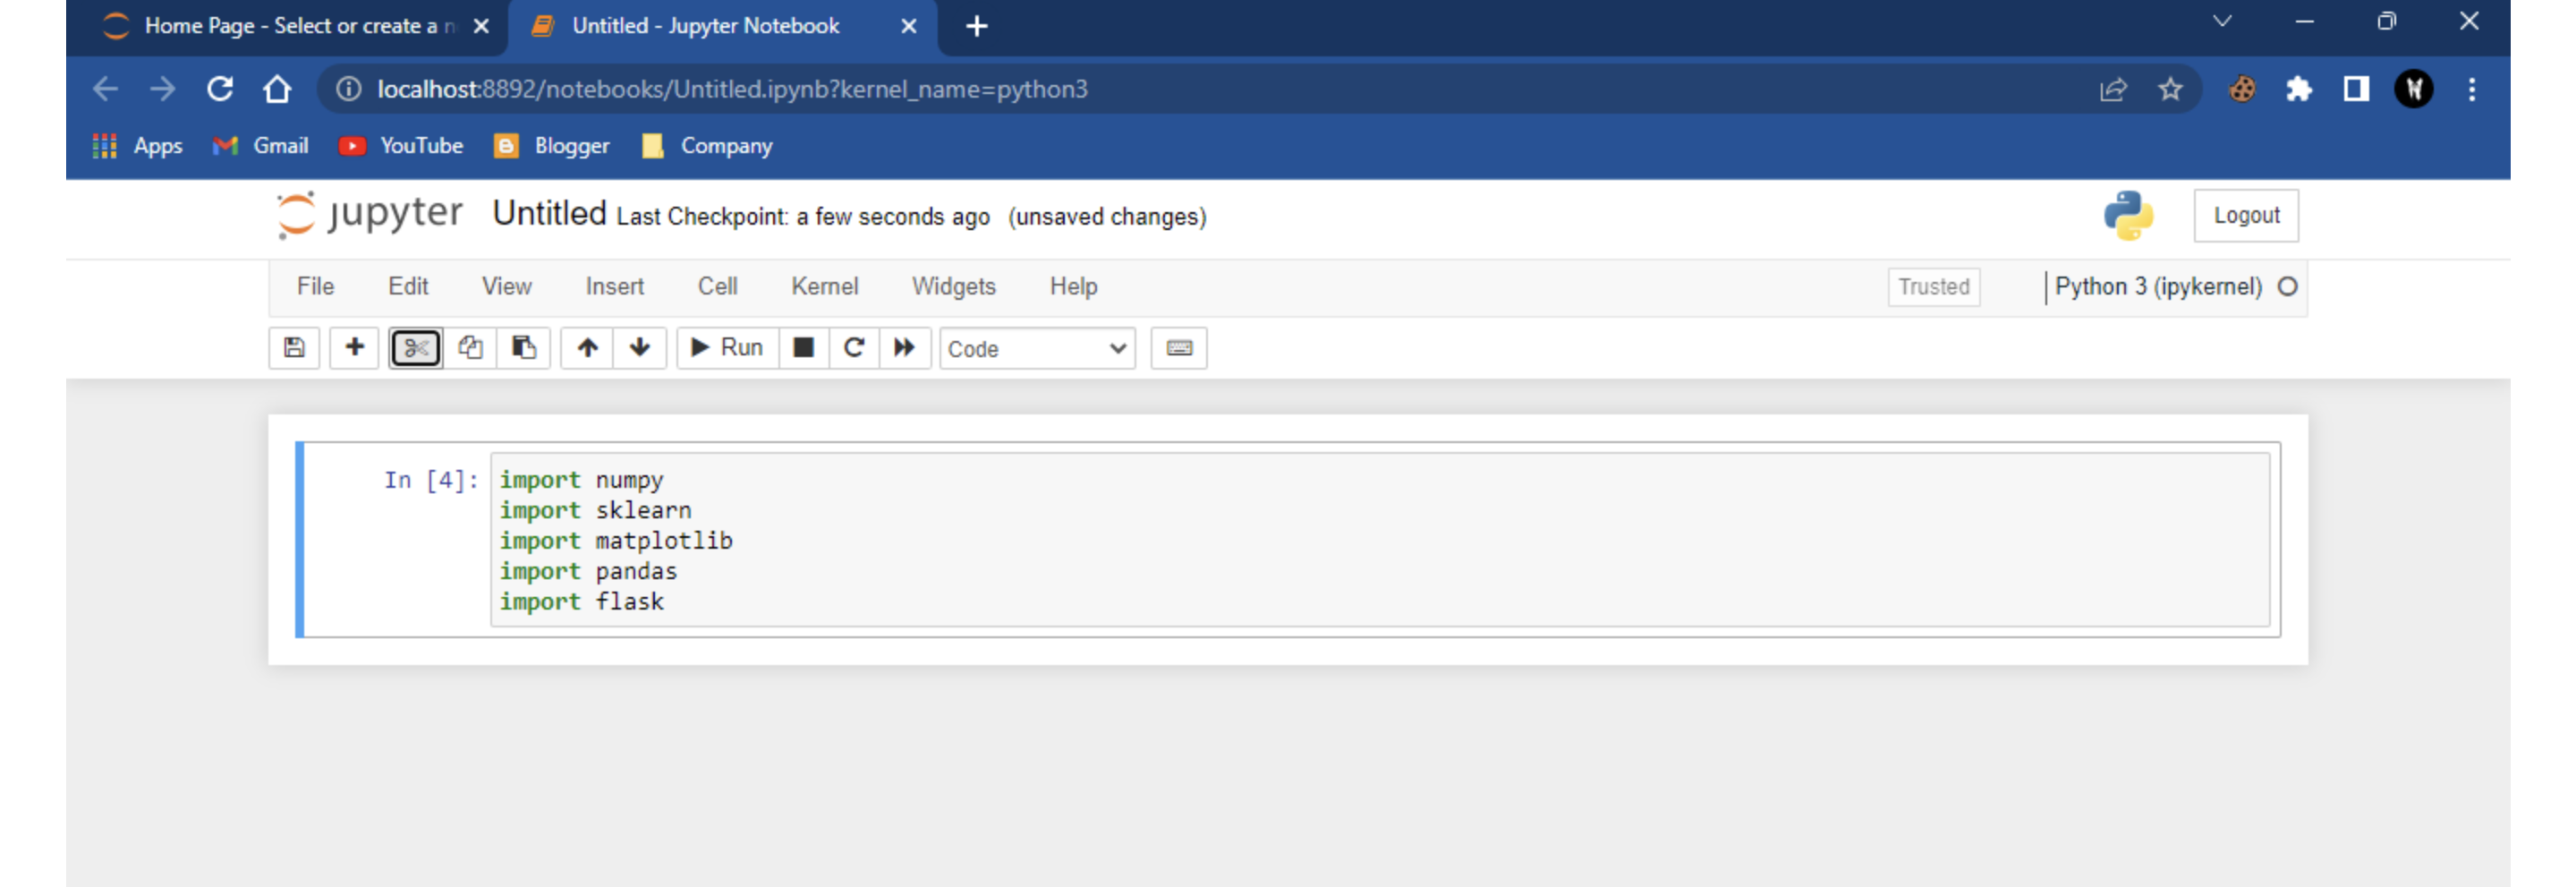 Home Page - Select or create a n
Untitled - Jupyter Notebook
localhost:8892/notebooks/Untitled.ipynb?kernel_name=python3
Apps Gmail YouTube Blogger Company
jupyter Untitled Last Checkpoint: a few seconds ago (unsaved changes) Logout
File Edit View Insert Cell Kernel Widgets Help Trusted Python 3 (ipykernel)
Run Code
In [4]: import numpy
import sklearn
import matplotlib
import pandas
import flask